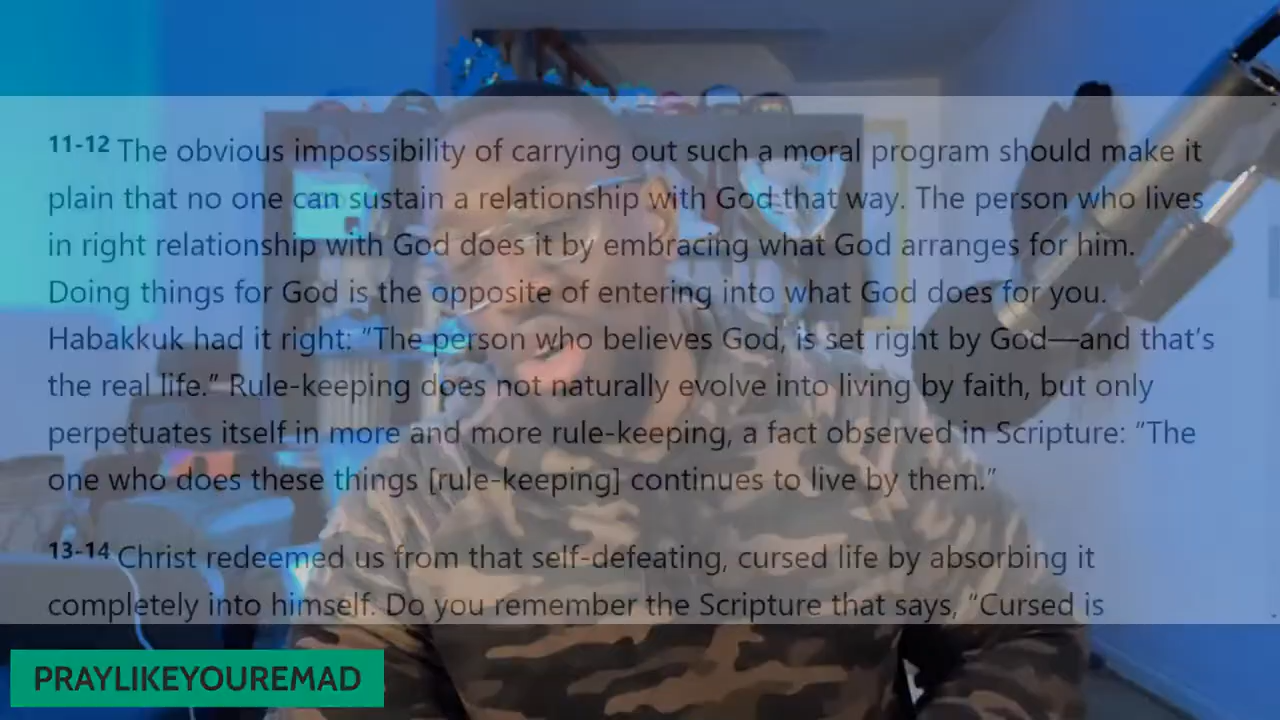 11-12 The obvious impossibility of carrying out such a moral program should make it
plain that no one can sustain a relationship with God that way. The person who lives
in right relationship with God does it by embracing what God arranges for him.
Doing things for God is the opposite of entering into what God does for you.
Habakkuk had it right: “The person who believes God, is set right by God—and that’s
the real life.” Rule-keeping does not naturally evolve into living by faith, but only
perpetuates itself in more and more rule-keeping, a fact observed in Scripture: “The
one who does these things [rule-keeping] continues to live by them.”
13-14 Christ redeemed us from that self-defeating, cursed life by absorbing it
completely into himself. Do you remember the Scripture that says, “Cursed is
PRAYLIKEYOUREMAD